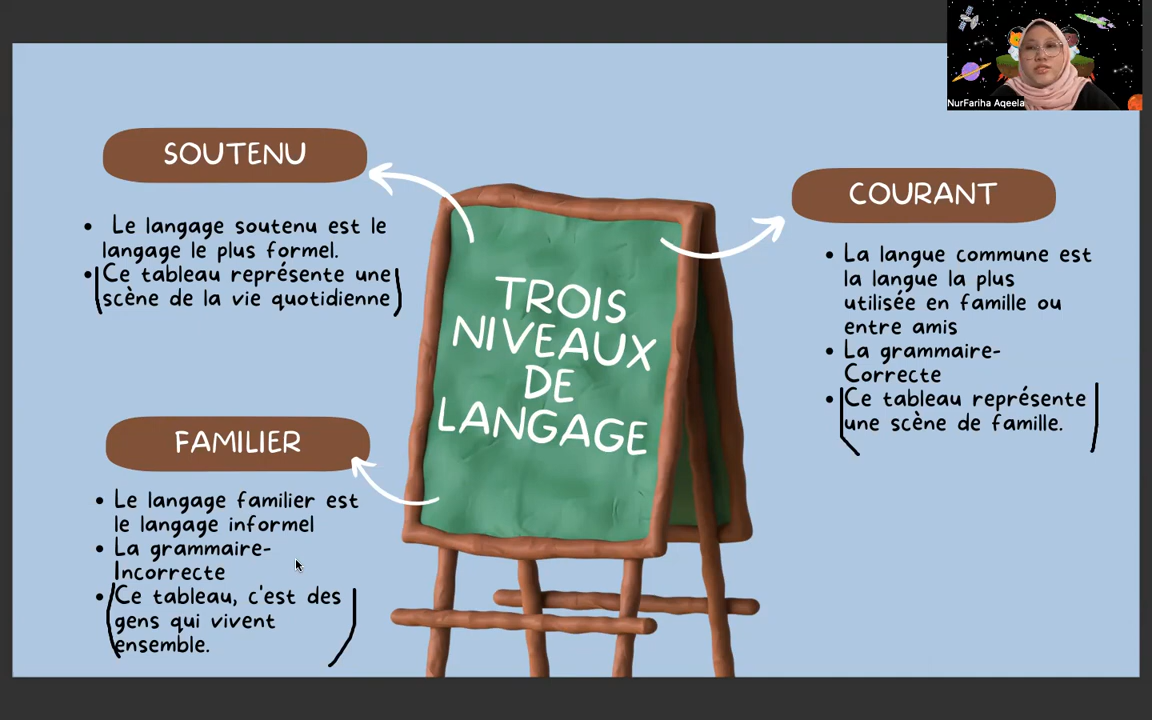 NurFariha Aqeela
SOUTENU
Le langage soutenu est le
langage le plus formel.
Ce tableau représente une
scène de la vie quotidienne
COURANT
La langue commune est
la langue la plus
utilisée en famille ou
entre amis
La grammaire-
Correcte
Ce tableau représente
une scène de famille.
TROIS
NIVEAUX
DE
LANGAGE
FAMILIER
Le langage familier est
le langage informel
La grammaire-
Incorrecte
Ce tableau, c'est des
gens qui vivent
ensemble.